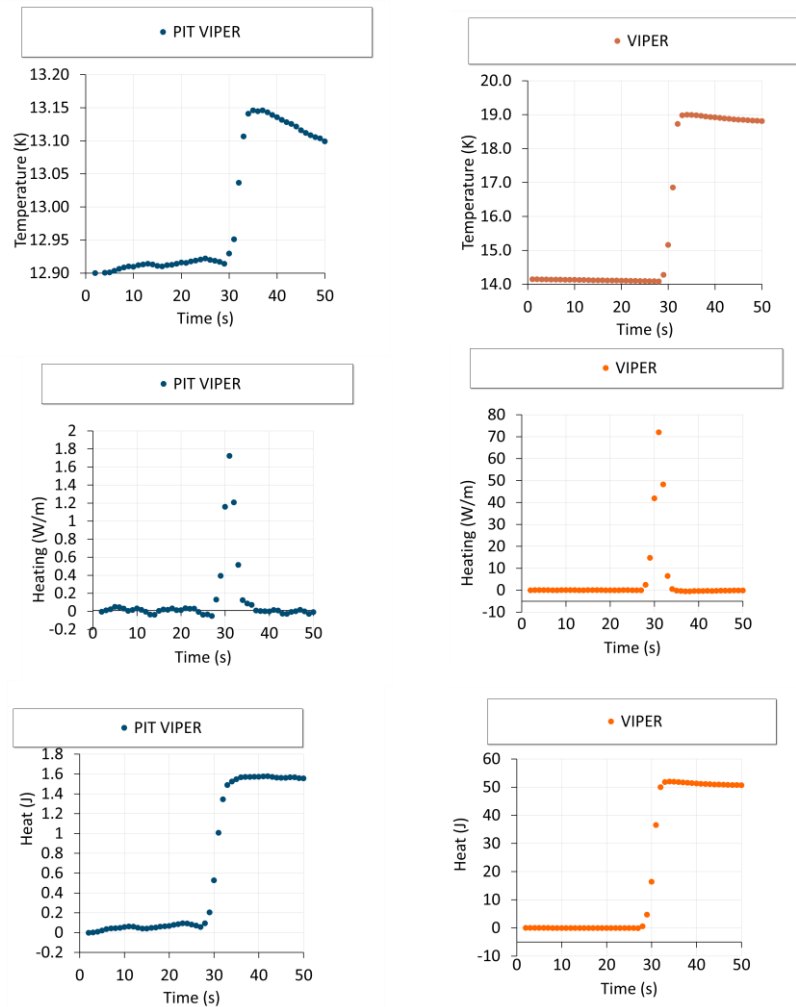 PIT VIPER
13.20
13.15
13.10
13.05
13.00
12.95
12.90
Temperature (K)
0 10 20 30 40 50
Time (s)
VIPER
20.0
19.0
18.0
17.0
16.0
15.0
14.0
Temperature (K)
0 10 20 30 40 50
Time (s)
PIT VIPER
2
1.8
1.6
1.4
1.2
1
0.8
0.6
0.4
0.2
0
-0.2
Heating (W/m)
0 10 20 30 40 50
Time (s)
VIPER
80
70
60
50
40
30
20
10
0
-10
Heating (W/m)
0 10 20 30 40 50
Time (s)
PIT VIPER
1.8
1.6
1.4
1.2
1
0.8
0.6
0.4
0.2
0
-0.2
Heat (J)
0 10 20 30 40 50
Time (s)
VIPER
60
50
40
30
20
10
0
-10
Heat (J)
0 10 20 30 40 50
Time (s)